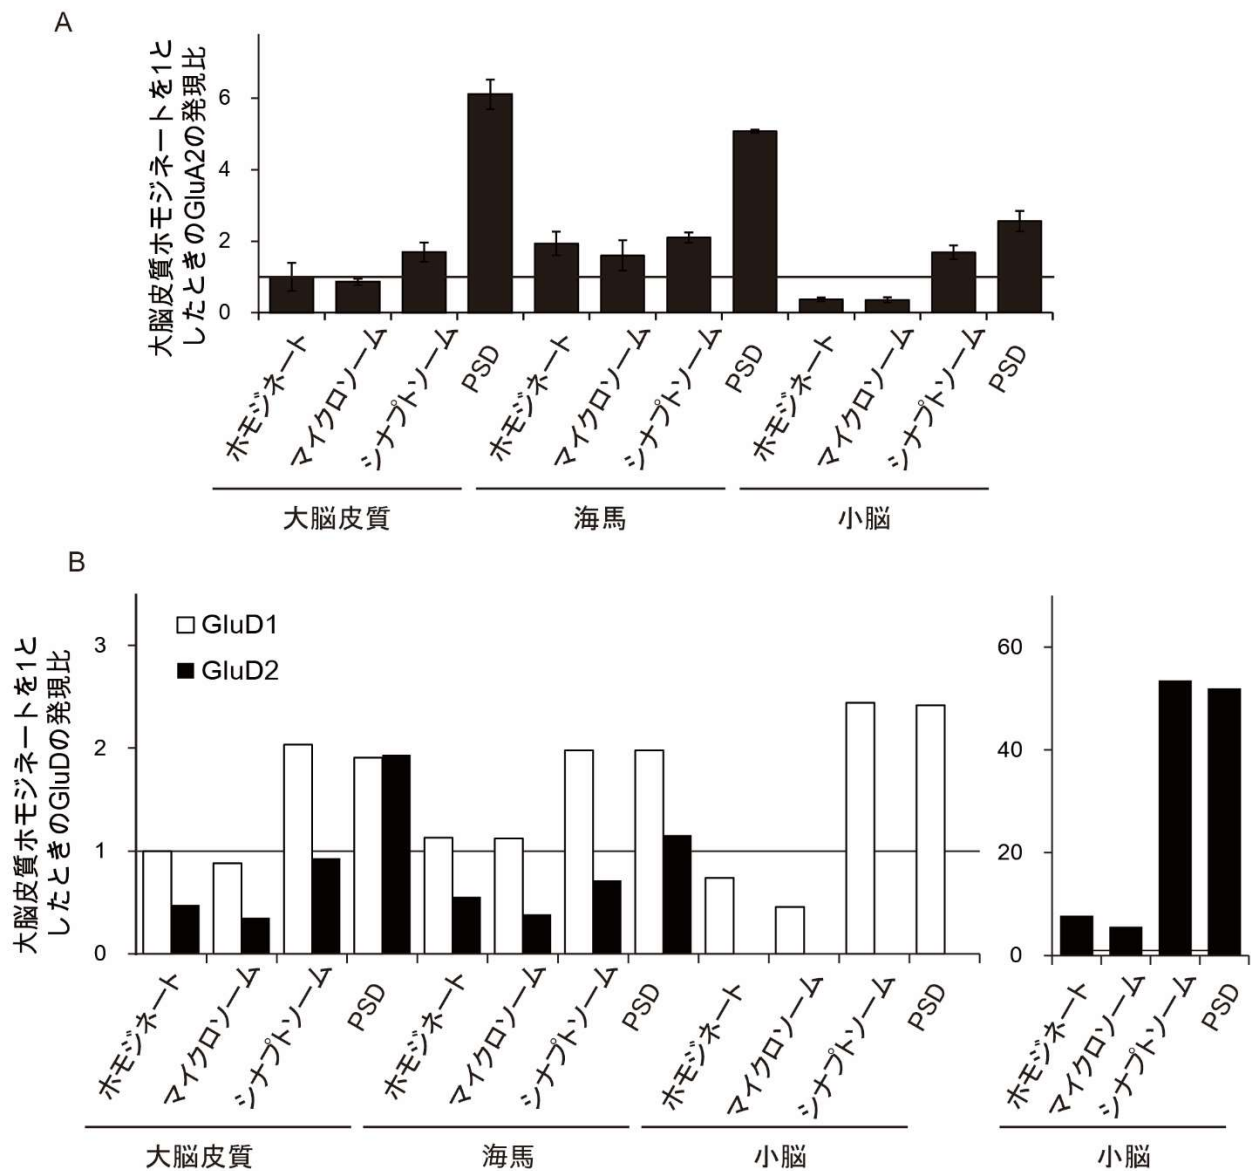 A
大脳皮質ホモジネートを1と
したときのGluA2の発現比
6
4
2
0
ホモジネート
マイクロソーム
シナプトソーム
PSD
ホモジネート
マイクロソーム
シナプトソーム
PSD
ホモジネート
マイクロソーム
シナプトソーム
PSD
大脳皮質
海馬
小脳
B
大脳皮質ホモジネートを1と
したときのGluDの発現比
GluD1
GluD2
3
2
1
0
ホモジネート
マイクロソーム
シナプトソーム
PSD
ホモジネート
マイクロソーム
シナプトソーム
PSD
ホモジネート
マイクロソーム
シナプトソーム
PSD
大脳皮質
海馬
小脳
60
40
20
0
ホモジネート
マイクロソーム
シナプトソーム
PSD
小脳